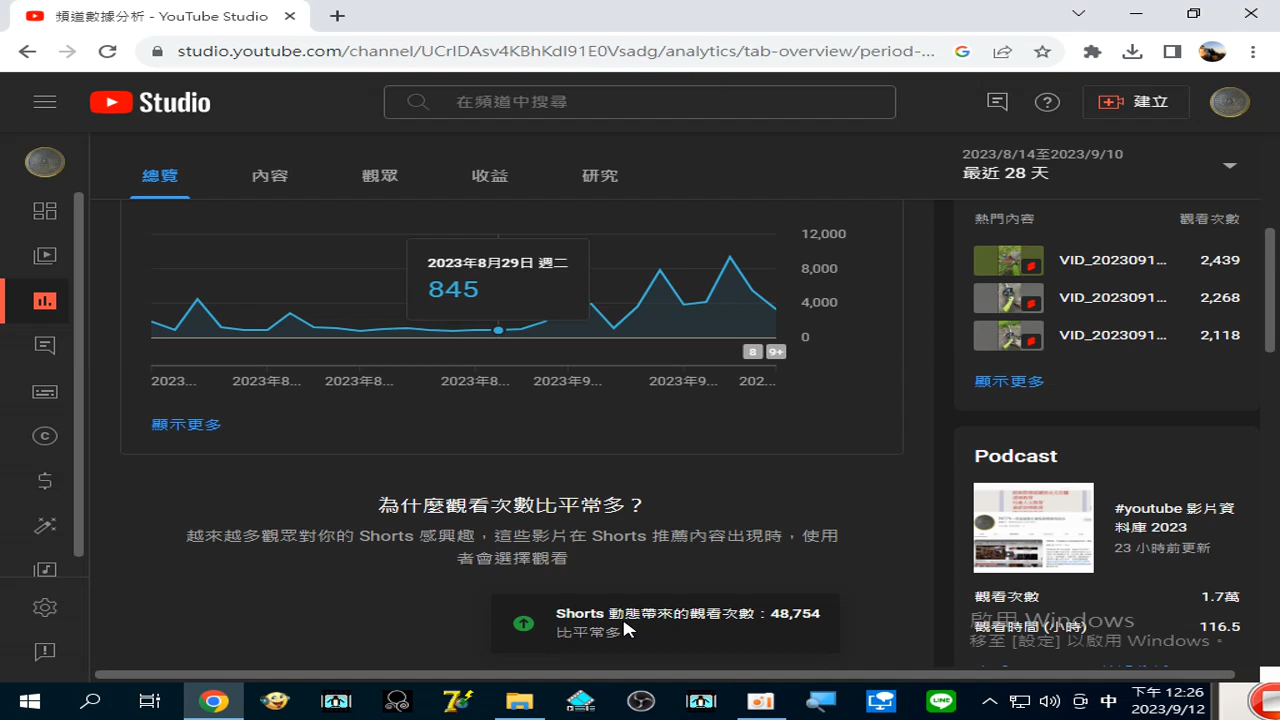 頻道數據分析 - YouTube Studio
studio.youtube.com/channel/UCrIDAsv4KBhKdI91E0Vsadg/analytics/tab-overview/period-...
Studio
在頻道中搜尋
建立
總覽
內容
觀眾
收益
研究
2023/8/14至2023/9/10
最近 28 天
12,000
8,000
4,000
0
2023年8月29日 週二
845
8
9+
2023...
2023年8...
2023年8...
2023年8...
2023年9...
2023年9...
202...
顯示更多
為什麼觀看次數比平常多？
越來越多觀眾對你的 Shorts 感興趣，這些影片在 Shorts 推薦內容出現時，使用
者會選擇觀看
Shorts 動態帶來的觀看次數：48,754
比平常多
熱門內容
觀看次數
VID_2023091...
2,439
VID_2023091...
2,268
VID_2023091...
2,118
顯示更多
Podcast
#youtube 影片資
料庫 2023
23 小時前更新
觀看次數
1.7萬
觀看時間 (小時)
116.5
啟用 Windows
移至 [設定] 以啟用 Windows。
中
下午 12:26
2023/9/12